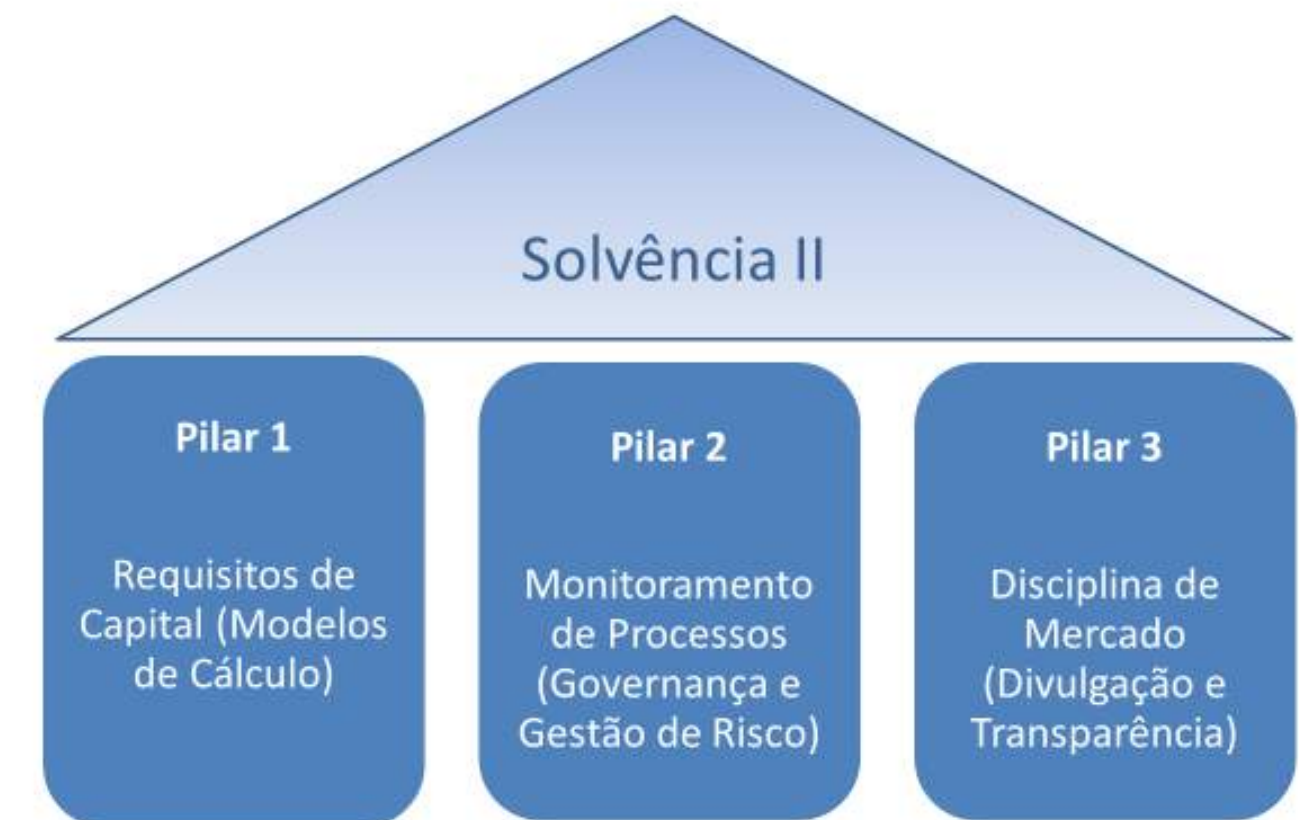 Solvência II
Pilar 1
Requisitos de
Capital (Modelos
de Cálculo)
Pilar 2
Monitoramento
de Processos
(Governança e
Gestão de Risco)
Pilar 3
Disciplina de
Mercado
(Divulgação e
Transparência)